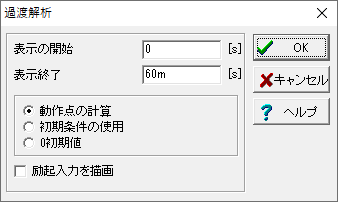 過渡解析
表示の開始 0 [s]
表示終了 60m [s]
動作点の計算
初期条件の使用
0初期値
励起入力を描画
OK
キャンセル
ヘルプ